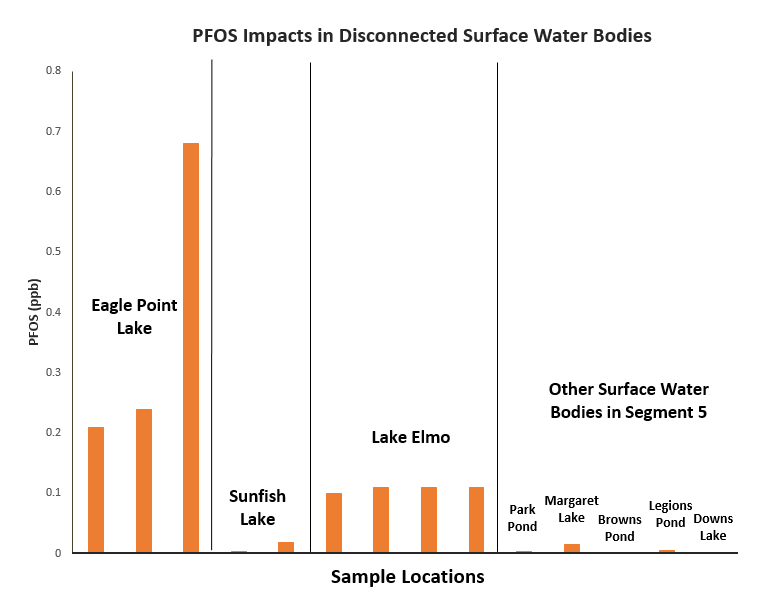 PFOS Impacts in Disconnected Surface Water Bodies
0.8
0.7
0.6
0.5
0.4
0.3
0.2
0.1
0
PFOS (ppb)
Eagle Point
Lake
Sunfish
Lake
Lake Elmo
Other Surface Water
Bodies in Segment 5
Park
Pond
Margaret
Lake
Browns
Pond
Legions
Pond
Downs
Lake
Sample Locations